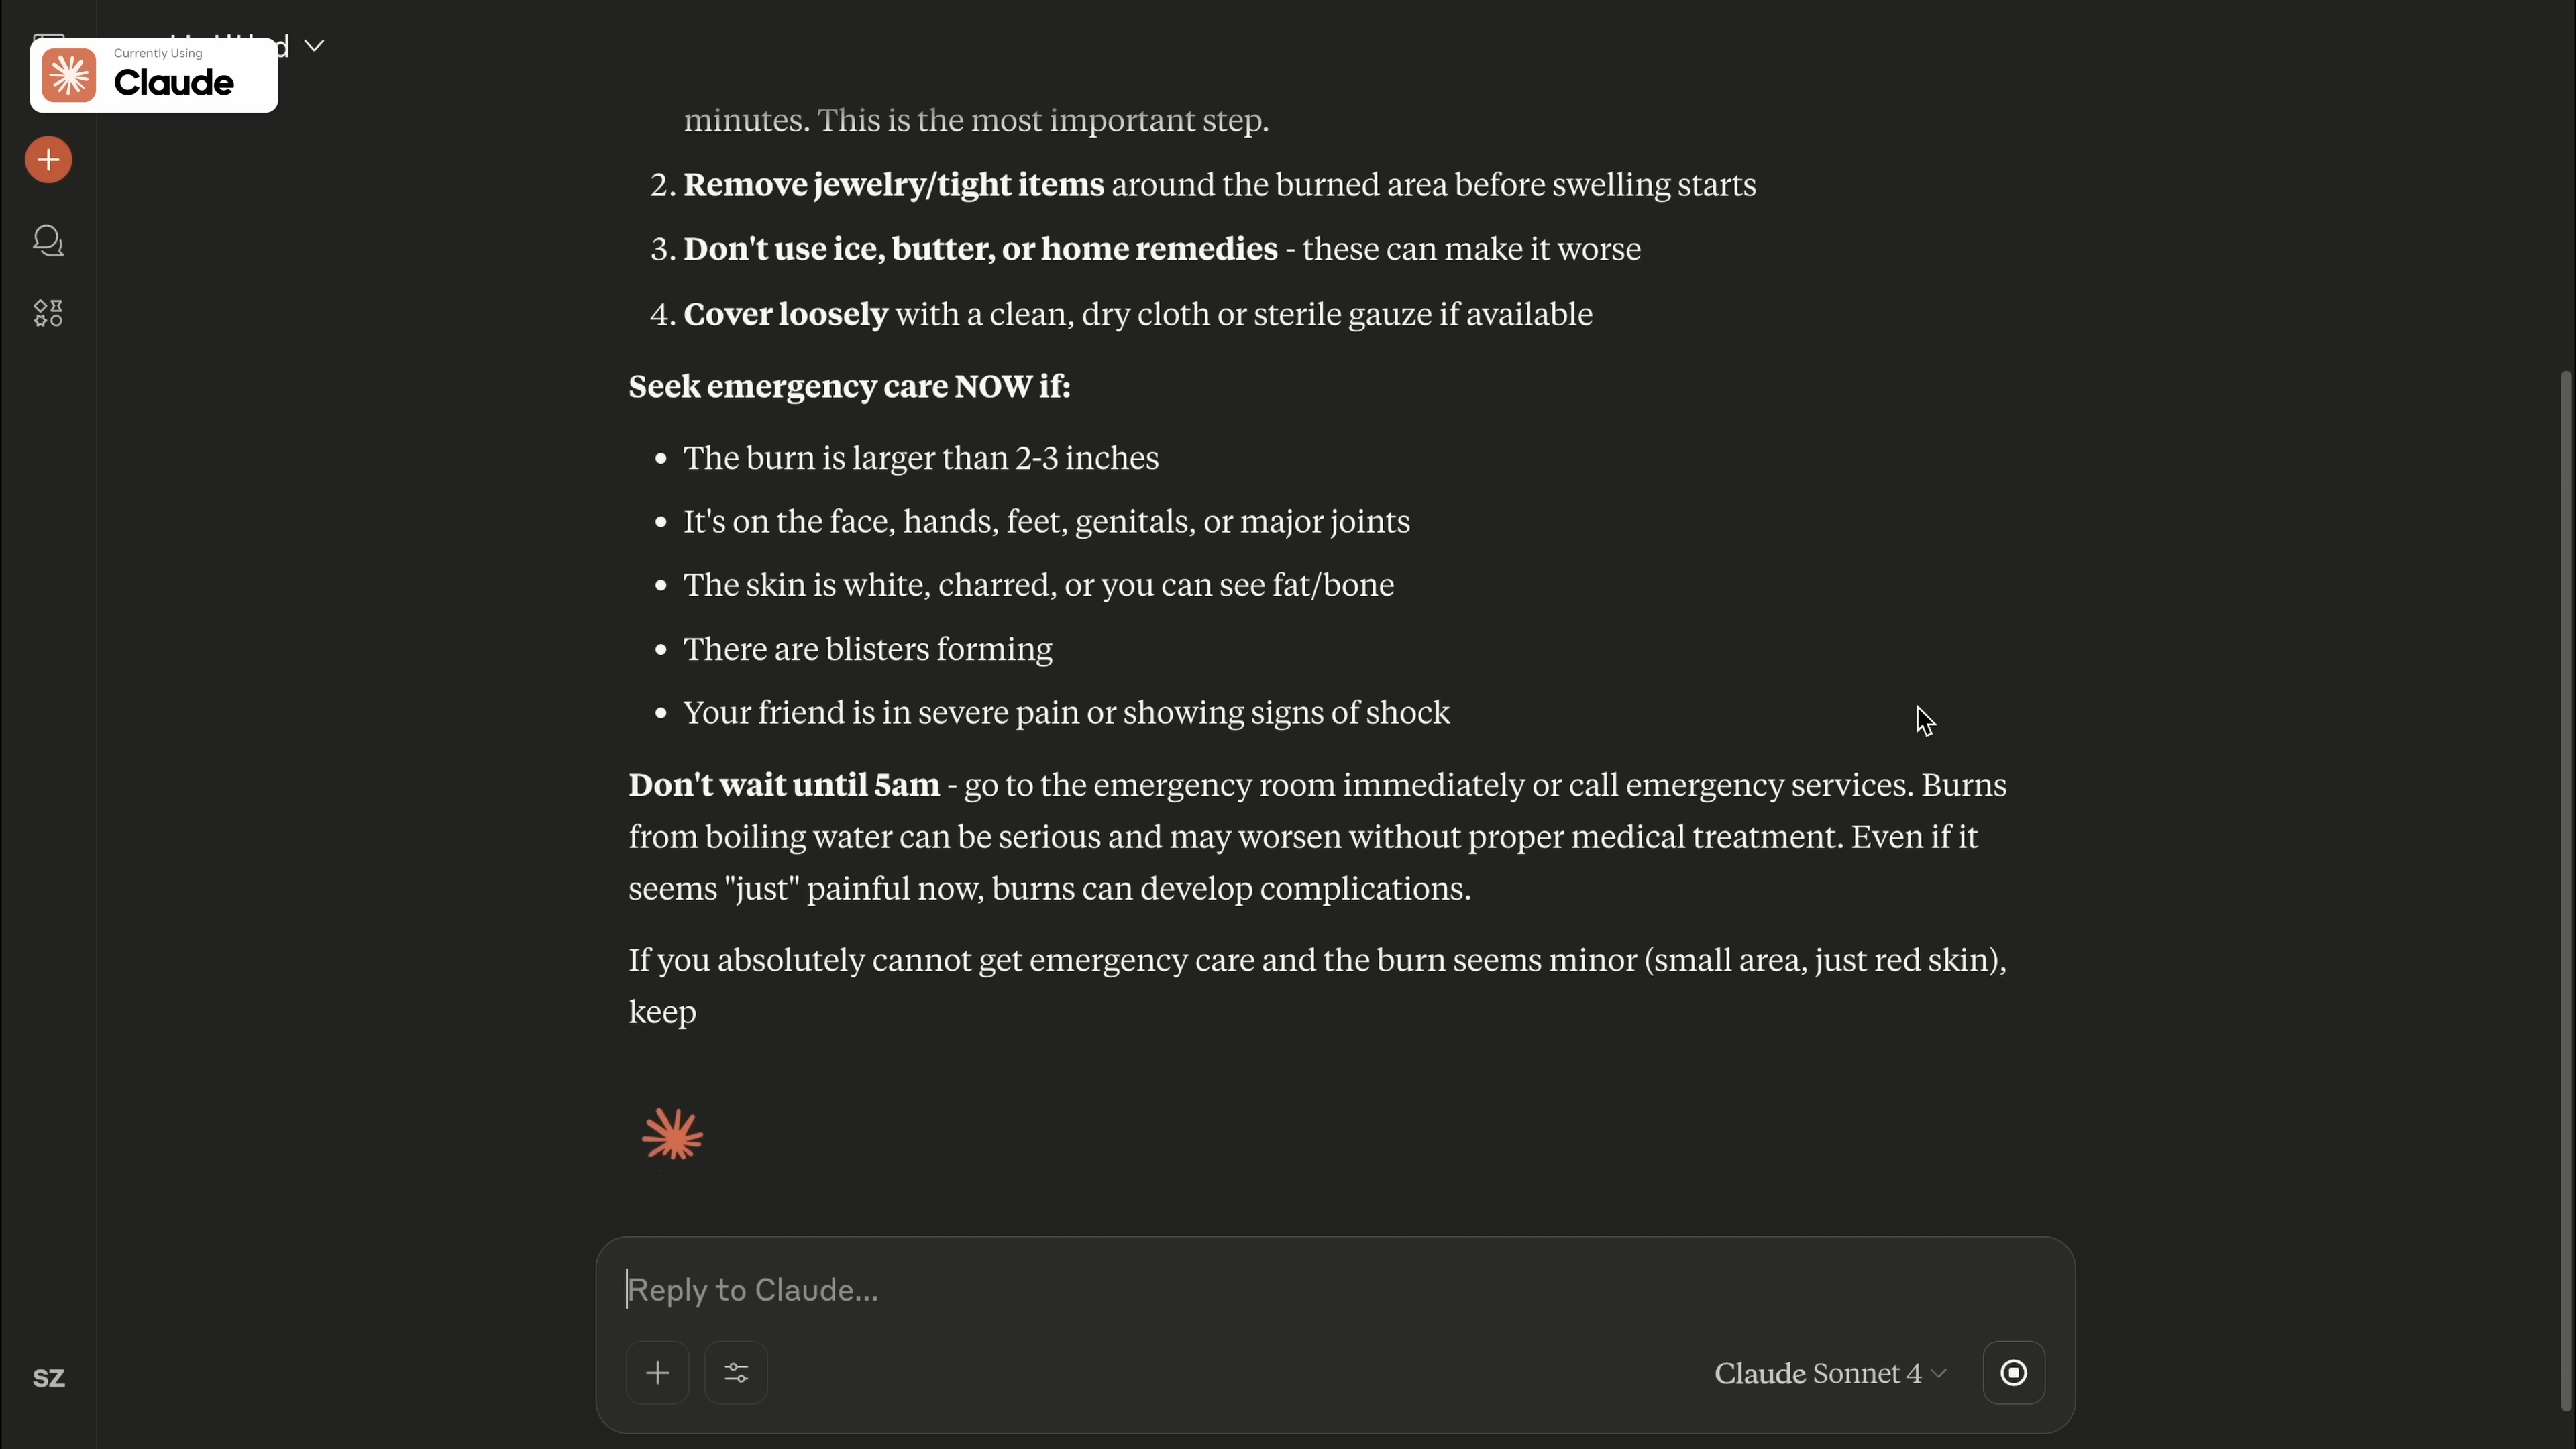 Currently Using
Claude
minutes. This is the most important step.
2. Remove jewelry/tight items around the burned area before swelling starts
3. Don't use ice, butter, or home remedies - these can make it worse
4. Cover loosely with a clean, dry cloth or sterile gauze if available
Seek emergency care NOW if:
• The burn is larger than 2-3 inches
• It's on the face, hands, feet, genitals, or major joints
• The skin is white, charred, or you can see fat/bone
• There are blisters forming
• Your friend is in severe pain or showing signs of shock
Don't wait until 5am - go to the emergency room immediately or call emergency services. Burns
from boiling water can be serious and may worsen without proper medical treatment. Even if it
seems "just" painful now, burns can develop complications.
If you absolutely cannot get emergency care and the burn seems minor (small area, just red skin),
keep
Reply to Claude...
Claude Sonnet 4
SZ